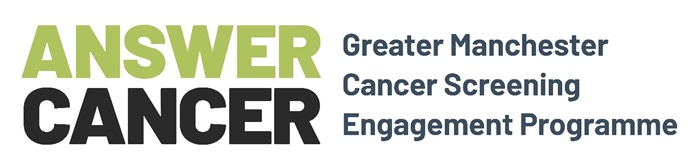 ANSWER
CANCER
Greater Manchester
Cancer Screening
Engagement Programme